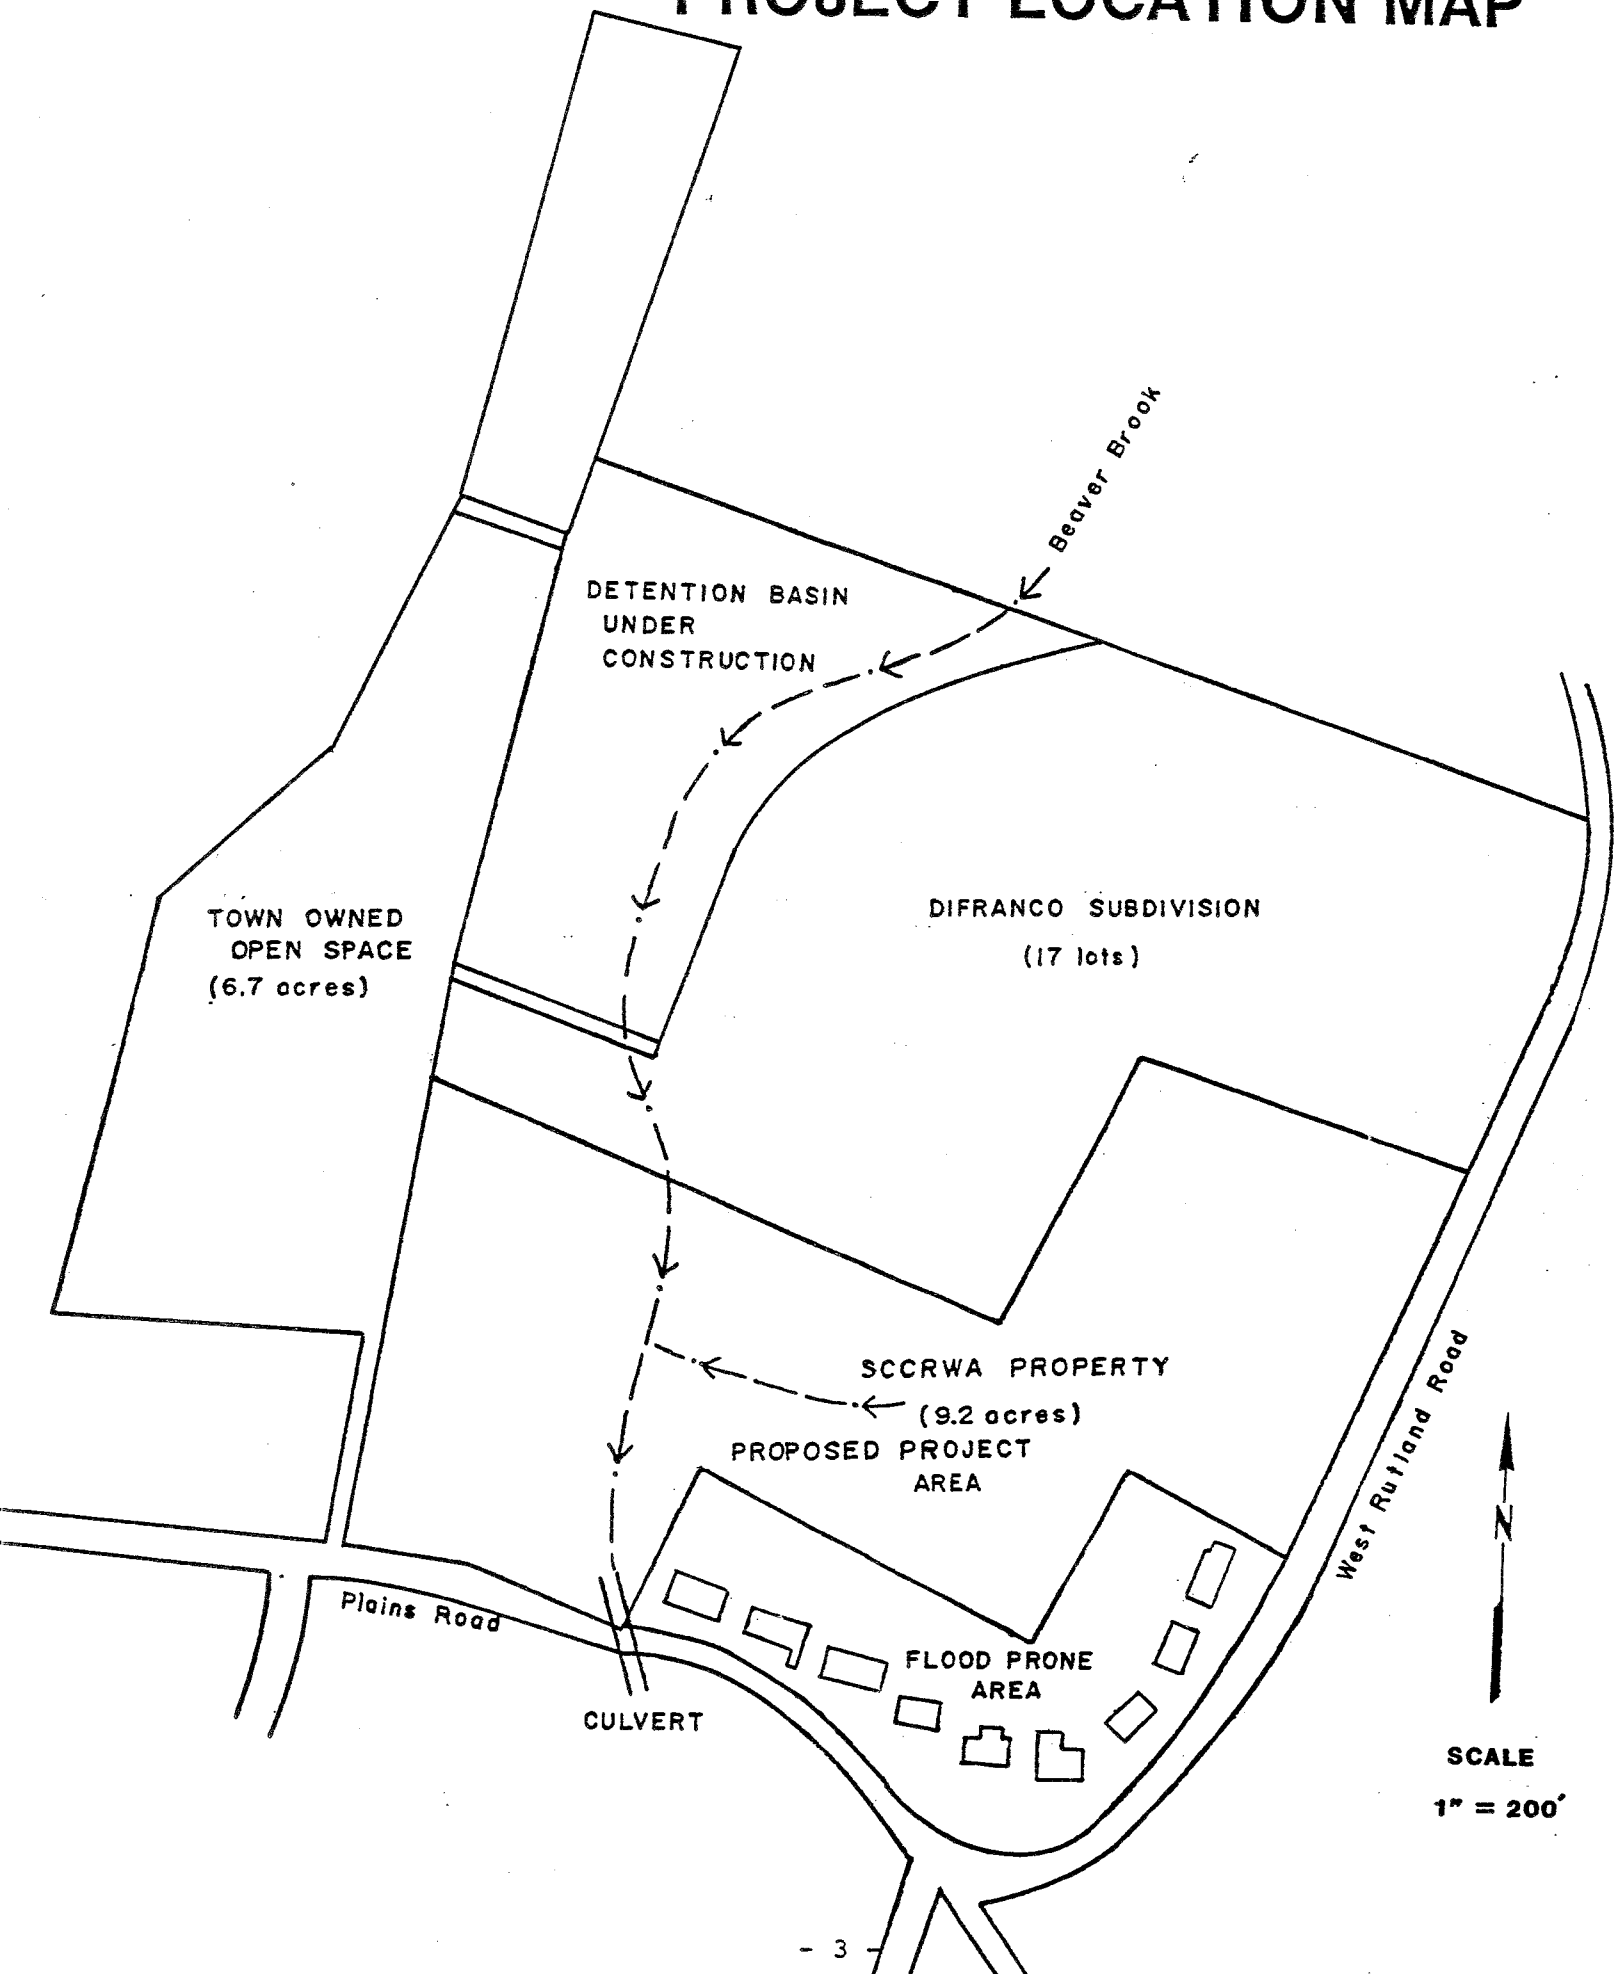 PROJECT LOCATION MAP
Beaver Brook
DETENTION BASIN
UNDER
CONSTRUCTION
TOWN OWNED
OPEN SPACE
(6.7 acres)
DIFRANCO SUBDIVISION
(17 lots)
SCCRWA PROPERTY
(9.2 acres)
PROPOSED PROJECT
AREA
West Rutland Road
N
Plains Road
FLOOD PRONE
AREA
CULVERT
SCALE
1" = 200'
- 3 -